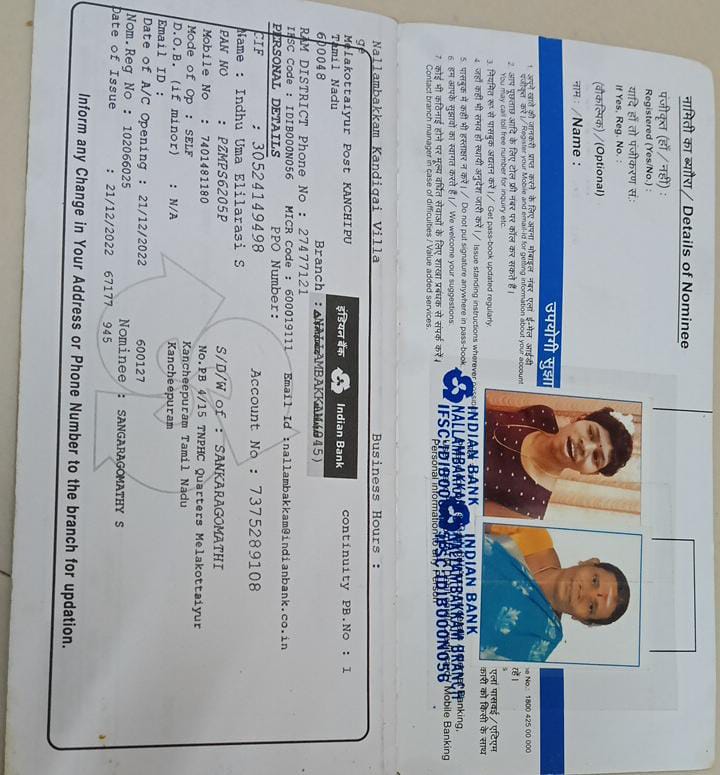 नामिती का ब्यौरा / Details of Nominee
पंजीकृत (हाँ / नहीं) :
Registered (Yes/No.) :
यादि हाँ तो पंजीकरण सं.:
If Yes, Reg. No. :
(वैकल्पिक) / (Optional)
नाम: / Name :
उपयोगी सुझा
1. अपने खाते की जानकारी प्राप्त करने के लिए अपना मोबाइल नंबर एलां ई-मेल आईडी
पंजीकृत करें। / Register your Mobile and email-id for getting information about your account
e No.: 1800 425 00 000
2. आप पूछताछ आदि के लिए टोल फ्री नंबर पर कॉल कर सकते हैं।
You may call toll free number for inquiry etc.
3. नियमित रूप से पासबुक अद्यतन करें। / Get pass-book updated regularly.
एलां पासवर्ड / एटिएम
4. जहाँ कहीं भी संभव हो स्थायी अनुदेश जारी करें। / Issue standing instructions wherever possi
कारी को किसी के साथ
5. पासबुक में कही भी हस्ताक्षर न करें। / Do not put signature anywhere in pass-book.
Banking,
6. हम आपके सुझावों का स्वागत करते हैं। / We welcome your suggestions.
/ Mobile Banking
7. कोई भी कठिनाई होने पर मूल्य वर्धित सेवाओं के लिए शाखा प्रबंधक से संपर्क करें।
Personal information to any Person
Contact branch manager in case of difficulties / Value added services.
INDIAN BANK
NALLAMBAKKAM
IFSC:IDIB000N056
INDIAN BANK
NALLAMBAKKAM BRANCH
IFSC:IDIB000N056
Nallambakkam Kandigai Villa Business Hours :
ge
Melakottaiyur Post KANCHIPU
इंडियन बैंक Indian Bank
continuity PB.No : 1
Tamil Nadu
600048 Branch : NALLAMBAKKAM(945)
RAM DISTRICT Phone No : 27477121
IFSC Code : IDIB000N056 MICR Code : 600019111 Email Id :nallambakkam@indianbank.co.in
PERSONAL DETAILS PPO Number:
CIF : 30524149498 Account No : 7375289108
Name : Indhu Uma Elilarasi S
PAN NO : PZMPS6205P S/D/W of : SANKARAGOMATHI
Mobile No : 7401481180 No.PB 4/15 TNPHC Quarters Melakottaiyur
Mode of Op : SELF Kancheepuram Tamil Nadu
D.O.B. (if minor) : N/A Kancheepuram
Email ID :
Date of A/C Opening : 21/12/2022 600127
Nom.Reg No : 102066025 Nominee : SANGARAGOMATHY S
Date of Issue : 21/12/2022 67177 945
Inform any Change in Your Address or Phone Number to the branch for updation.